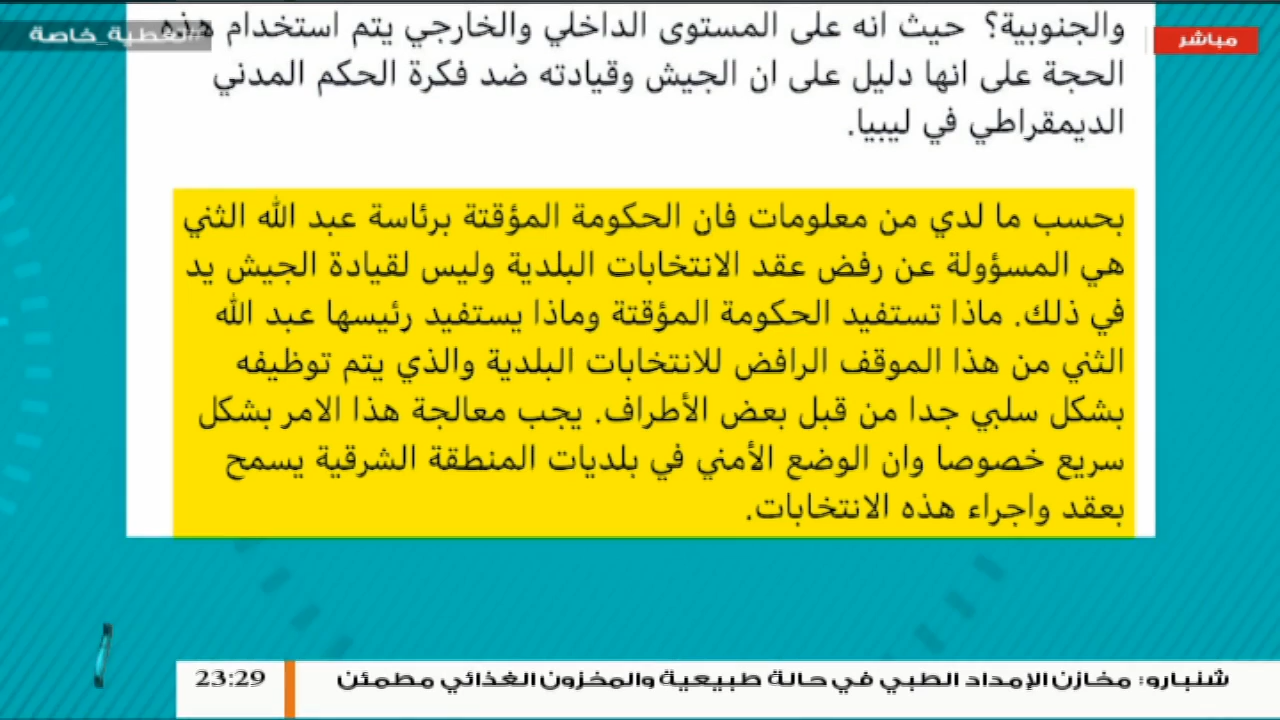 #تغطية_خاصة
مباشر
والجنوبية؟ حيث انه على المستوى الداخلي والخارجي يتم استخدام هذه
الحجة على انها دليل على ان الجيش وقيادته ضد فكرة الحكم المدني
الديمقراطي في ليبيا.
بحسب ما لدي من معلومات فان الحكومة المؤقتة برئاسة عبد الله الثني
هي المسؤولة عن رفض عقد الانتخابات البلدية وليس لقيادة الجيش يد
في ذلك. ماذا تستفيد الحكومة المؤقتة وماذا يستفيد رئيسها عبد الله
الثني من هذا الموقف الرافض للانتخابات البلدية والذي يتم توظيفه
بشكل سلبي جدا من قبل بعض الأطراف. يجب معالجة هذا الامر بشكل
سريع خصوصا وان الوضع الأمني في بلديات المنطقة الشرقية يسمح
بعقد واجراء هذه الانتخابات.
شنبارو: مخازن الإمداد الطبي في حالة طبيعية والمخزون الغذائي مطمئن
23:29